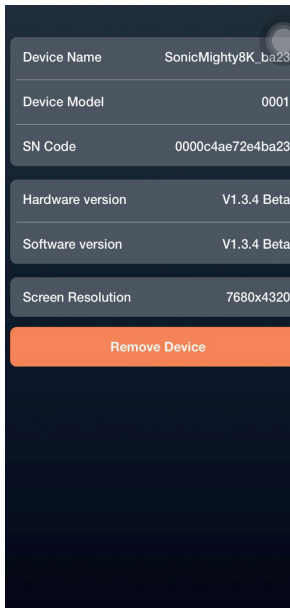 Device Name SonicMighty8K_ba23
Device Model 0001
SN Code 0000c4ae72e4ba23
Hardware version V1.3.4 Beta
Software version V1.3.4 Beta
Screen Resolution 7680x4320
Remove Device